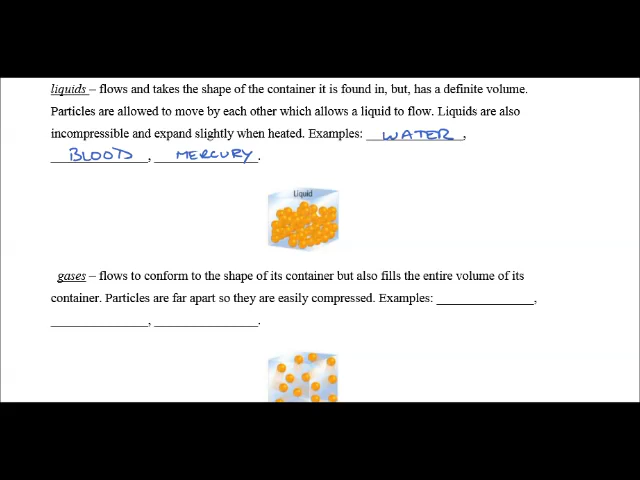 liquids – flows and takes the shape of the container it is found in, but, has a definite volume.
Particles are allowed to move by each other which allows a liquid to flow. Liquids are also
incompressible and expand slightly when heated. Examples: WATER,
BLOOD, MERCURY.
Liquid
gases – flows to conform to the shape of its container but also fills the entire volume of its
container. Particles are far apart so they are easily compressed. Examples: _______________,
_______________, ________________.